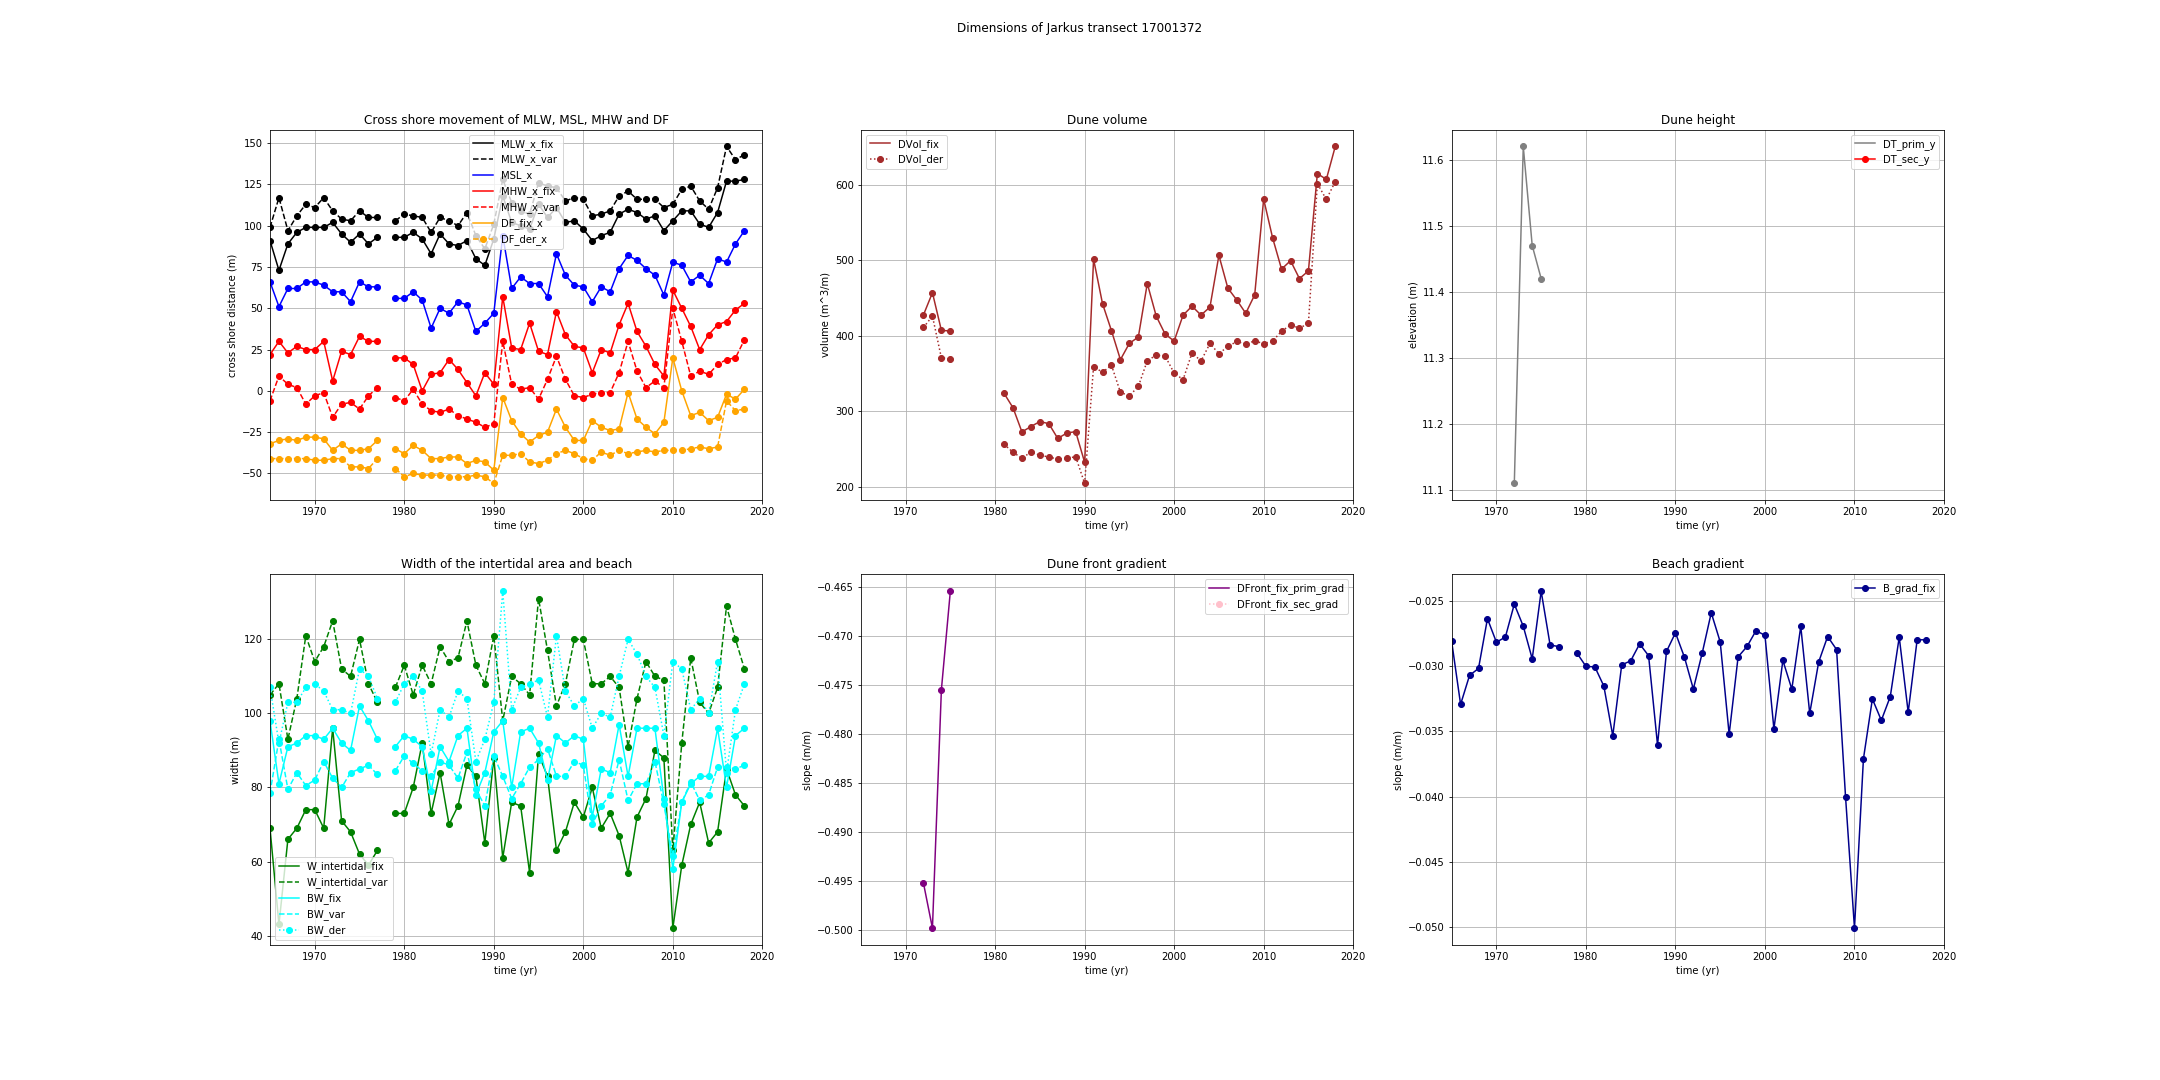 Dimensions of Jarkus transect 17001372
Cross shore movement of MLW, MSL, MHW and DF
cross shore distance (m)
150
125
100
75
50
25
0
−25
−50
MLW_x_fix
MLW_x_var
MSL_x
MHW_x_fix
MHW_x_var
DF_fix_x
DF_der_x
1970 1980 1990 2000 2010 2020
time (yr)
Dune volume
volume (m^3/m)
600
500
400
300
200
DVol_fix
DVol_der
1970 1980 1990 2000 2010 2020
time (yr)
Dune height
elevation (m)
11.6
11.5
11.4
11.3
11.2
11.1
DT_prim_y
DT_sec_y
1970 1980 1990 2000 2010 2020
time (yr)
Width of the intertidal area and beach
width (m)
120
100
80
60
40
W_intertidal_fix
W_intertidal_var
BW_fix
BW_var
BW_der
1970 1980 1990 2000 2010 2020
time (yr)
Dune front gradient
slope (m/m)
−0.465
−0.470
−0.475
−0.480
−0.485
−0.490
−0.495
−0.500
DFront_fix_prim_grad
DFront_fix_sec_grad
1970 1980 1990 2000 2010 2020
time (yr)
Beach gradient
slope (m/m)
−0.025
−0.030
−0.035
−0.040
−0.045
−0.050
B_grad_fix
1970 1980 1990 2000 2010 2020
time (yr)